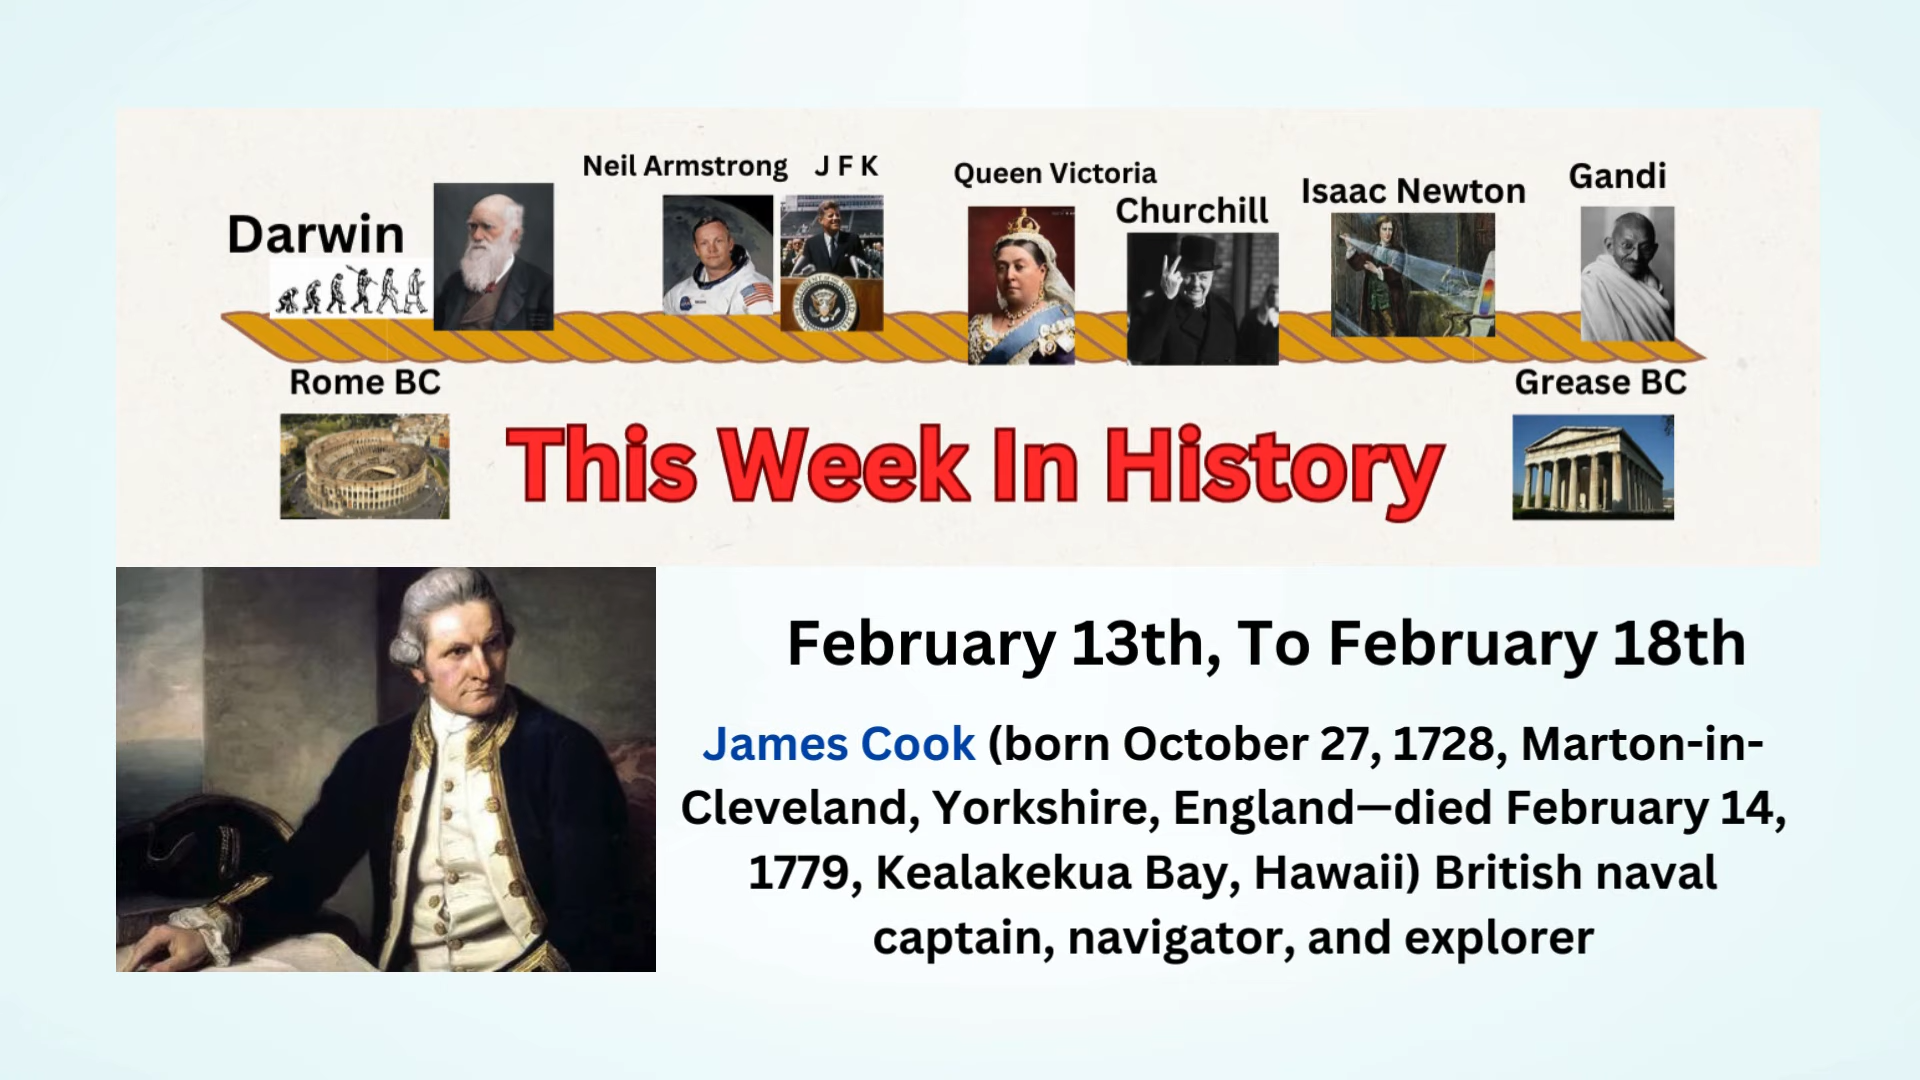 Neil Armstrong
J F K
Queen Victoria
Gandi
Isaac Newton
Churchill
Darwin
Rome BC
Grease BC
This Week In History
February 13th, To February 18th
James Cook (born October 27, 1728, Marton-in-
Cleveland, Yorkshire, England—died February 14,
1779, Kealakekua Bay, Hawaii) British naval
captain, navigator, and explorer